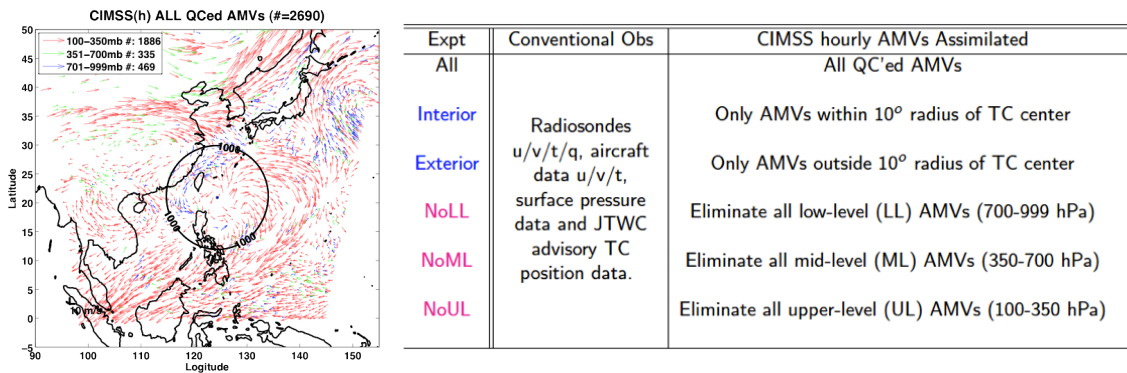 CIMSS(h) ALL QCed AMVs (#=2690)
100−350mb #: 1886
351−700mb #: 335
701−999mb #: 469
50
45
40
35
30
25
20
15
10
5
0
−5
Latitude
1000
1000
1000
10 m/s
90
100
110
120
130
140
150
Logitude
Expt
Conventional Obs
CIMSS hourly AMVs Assimilated
All
All QC'ed AMVs
Interior
Only AMVs within 10° radius of TC center
Exterior
Only AMVs outside 10° radius of TC center
NoLL
Eliminate all low-level (LL) AMVs (700-999 hPa)
NoML
Eliminate all mid-level (ML) AMVs (350-700 hPa)
NoUL
Eliminate all upper-level (UL) AMVs (100-350 hPa)
Radiosondes
u/v/t/q, aircraft
data u/v/t,
surface pressure
data and JTWC
advisory TC
position data.